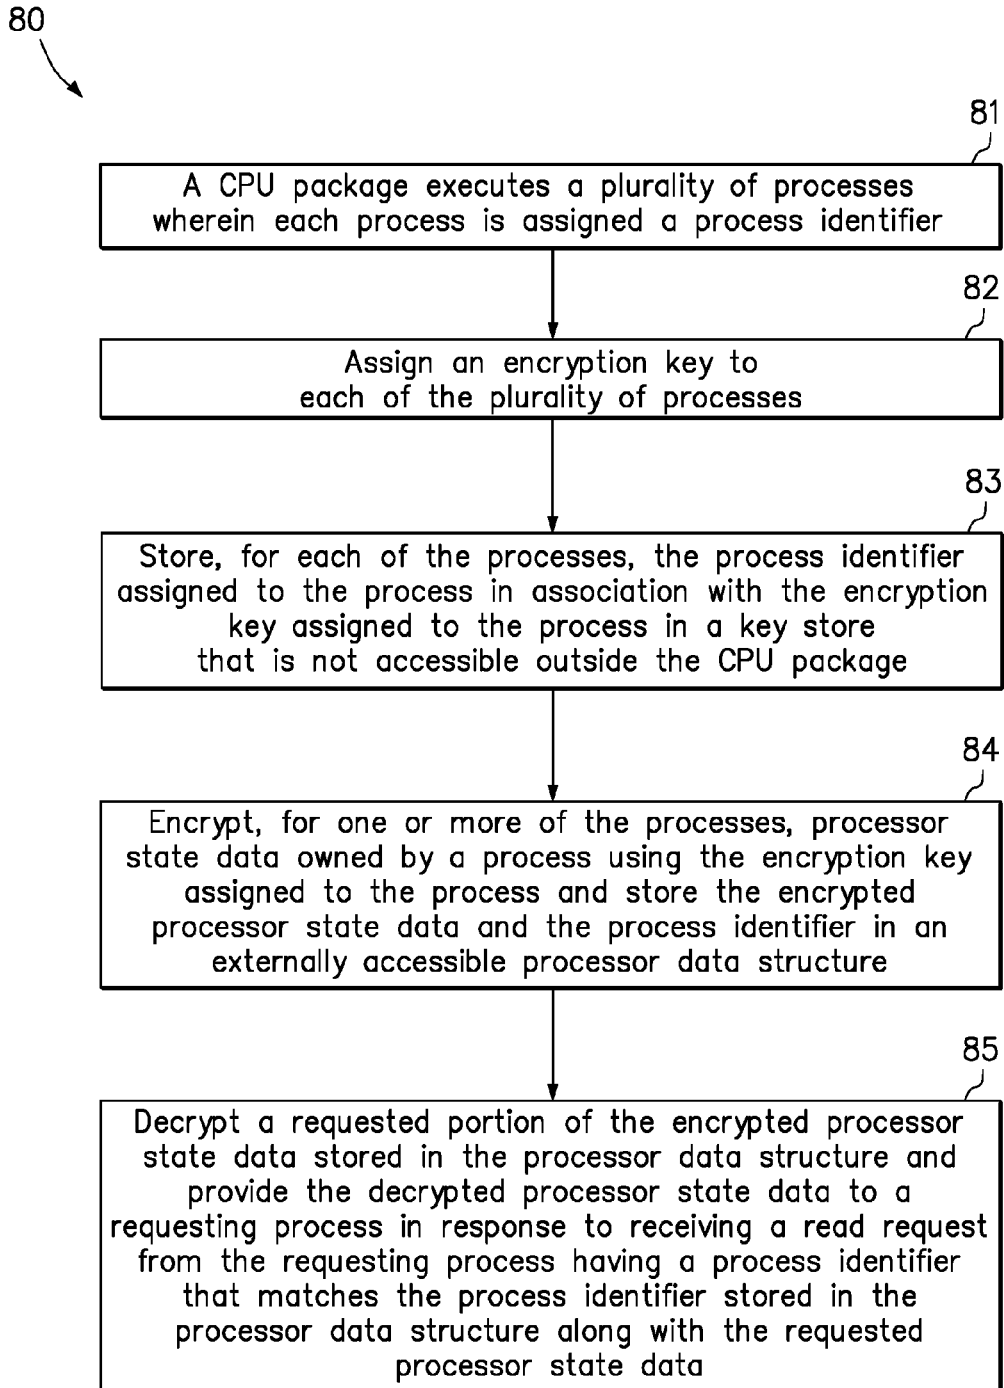 80
81
A CPU package executes a plurality of processes
wherein each process is assigned a process identifier
82
Assign an encryption key to
each of the plurality of processes
83
Store, for each of the processes, the process identifier
assigned to the process in association with the encryption
key assigned to the process in a key store
that is not accessible outside the CPU package
84
Encrypt, for one or more of the processes, processor
state data owned by a process using the encryption key
assigned to the process and store the encrypted
processor state data and the process identifier in an
externally accessible processor data structure
85
Decrypt a requested portion of the encrypted processor
state data stored in the processor data structure and
provide the decrypted processor state data to a
requesting process in response to receiving a read request
from the requesting process having a process identifier
that matches the process identifier stored in the
processor data structure along with the requested
processor state data